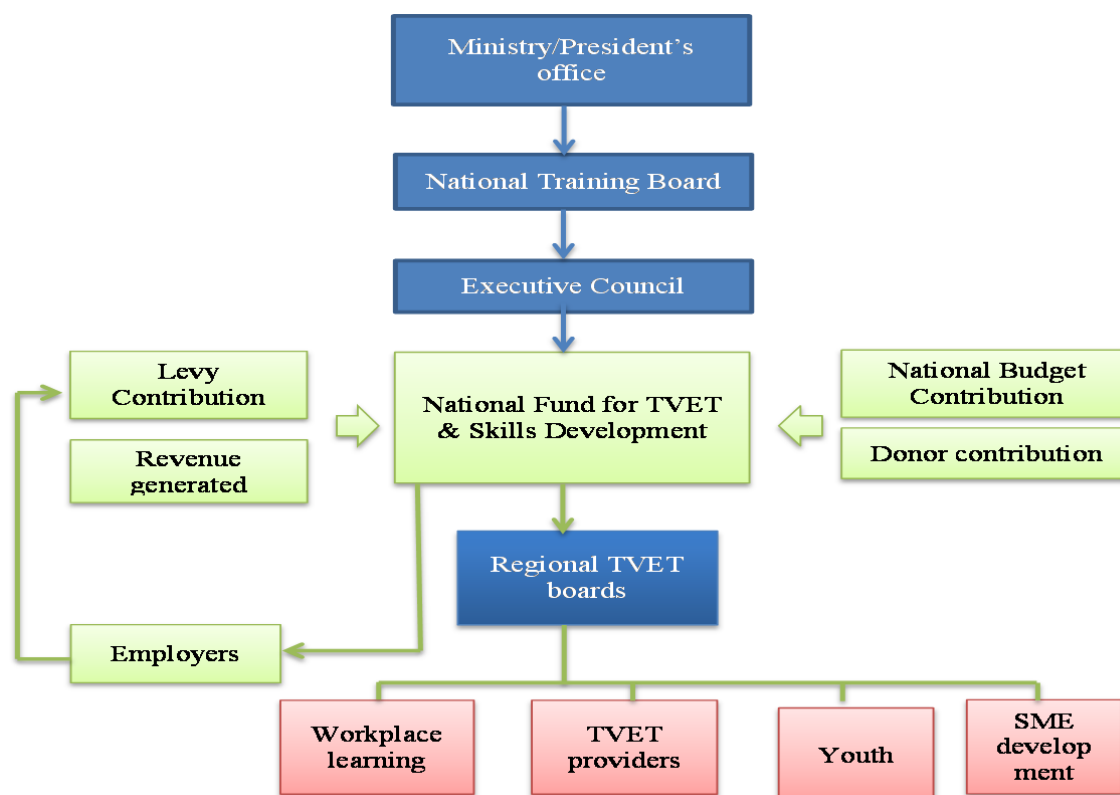 Ministry/President's
office
National Training Board
Executive Council
Levy
Contribution
National Fund for TVET
& Skills Development
National Budget
Contribution
Revenue
generated
Donor contribution
Regional TVET
boards
Employers
Workplace
learning
TVET
providers
Youth
SME
develop
ment